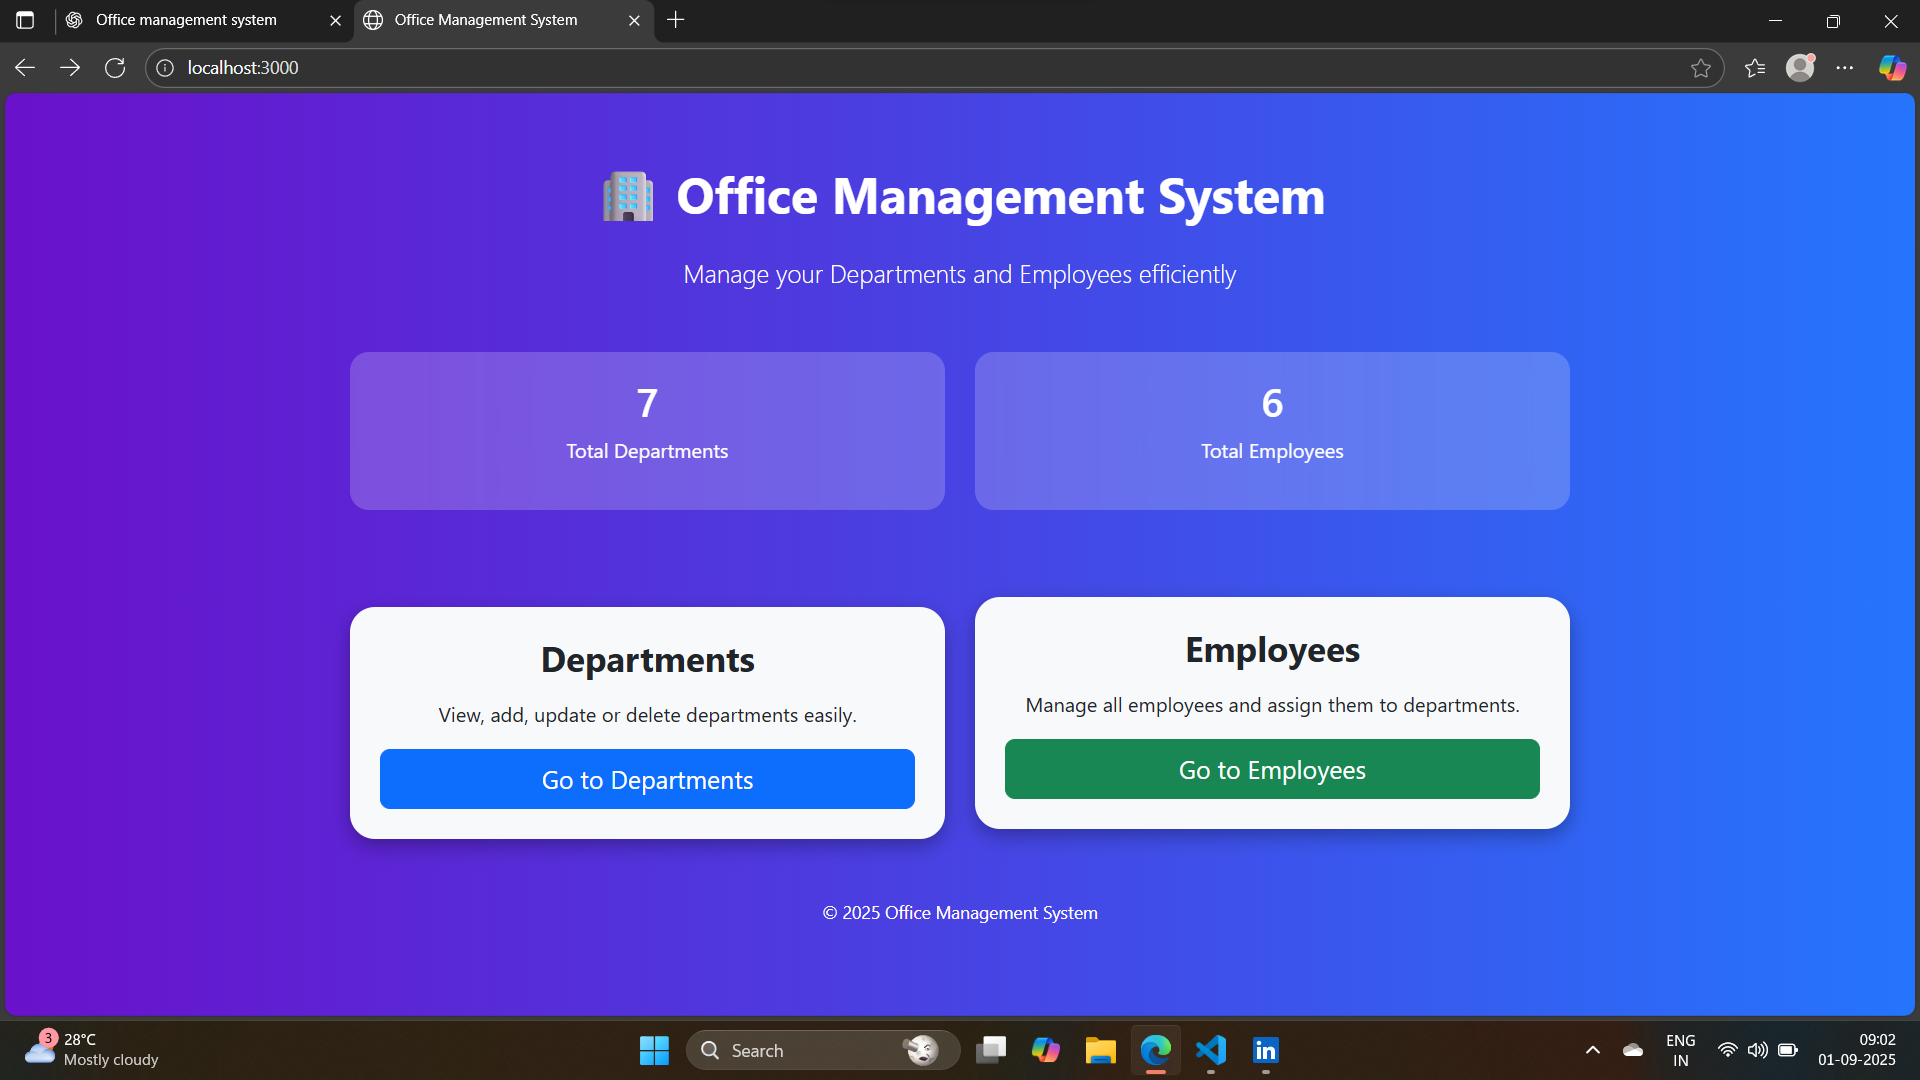 Office management system
Office Management System
localhost:3000
Office Management System
Manage your Departments and Employees efficiently
7
Total Departments
6
Total Employees
Departments
View, add, update or delete departments easily.
Go to Departments
Employees
Manage all employees and assign them to departments.
Go to Employees
© 2025 Office Management System
3
28°C
Mostly cloudy
Search
in
ENG
IN
09:02
01-09-2025